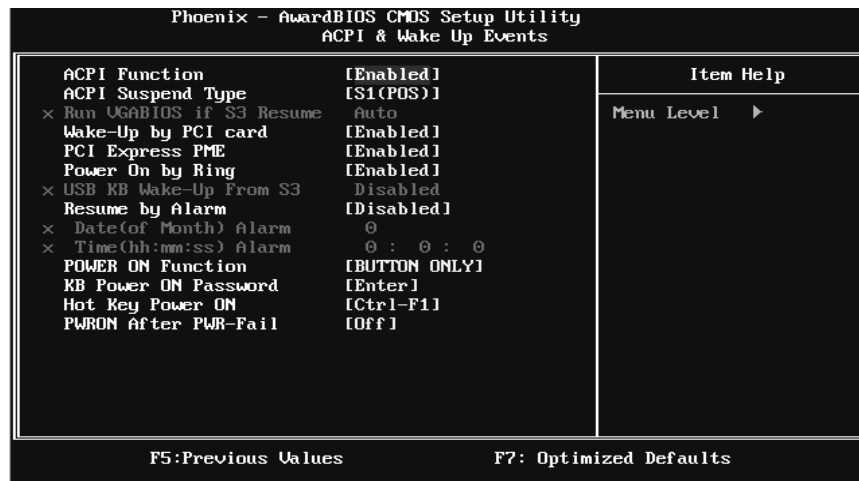 Phoenix - AwardBIOS CMOS Setup Utility
ACPI & Wake Up Events
ACPI Function [Enabled]
ACPI Suspend Type [S1(POS)]
x Run VGABIOS if S3 Resume Auto
Wake-Up by PCI card [Enabled]
PCI Express PME [Enabled]
Power On by Ring [Enabled]
x USB KB Wake-Up From S3 Disabled
Resume by Alarm [Disabled]
x Date(of Month) Alarm 0
x Time(hh:mm:ss) Alarm 0 : 0 : 0
POWER ON Function [BUTTON ONLY]
KB Power ON Password [Enter]
Hot Key Power ON [Ctrl-F1]
PWRON After PWR-Fail [Off]
Item Help
Menu Level ▶
F5:Previous Values F7: Optimized Defaults